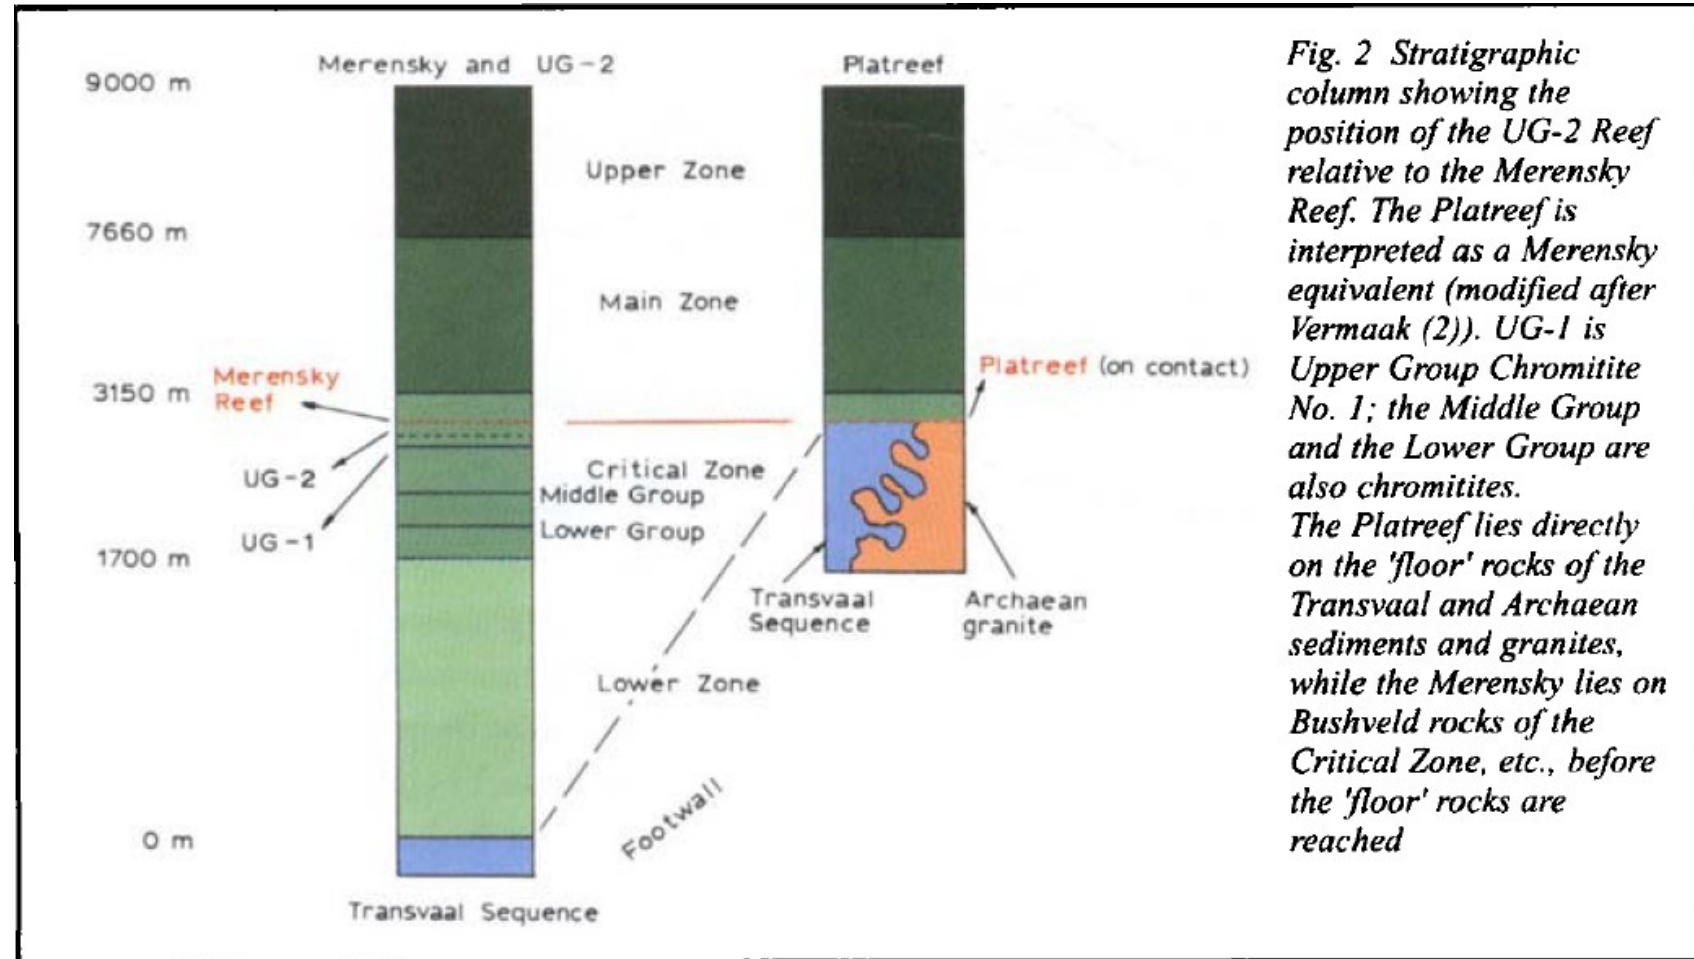 Merensky and UG-2
Platreef
9000 m
Upper Zone
7660 m
Main Zone
Merensky
Reef
3150 m
Platreef (on contact)
UG-2
Critical Zone
Middle Group
UG-1
Lower Group
1700 m
Transvaal
Sequence
Archaean
granite
Lower Zone
Footwall
0 m
Transvaal Sequence
Fig. 2 Stratigraphic
column showing the
position of the UG-2 Reef
relative to the Merensky
Reef. The Platreef is
interpreted as a Merensky
equivalent (modified after
Vermaak (2)). UG-1 is
Upper Group Chromitite
No. 1; the Middle Group
and the Lower Group are
also chromitites.
The Platreef lies directly
on the 'floor' rocks of the
Transvaal and Archaean
sediments and granites,
while the Merensky lies on
Bushveld rocks of the
Critical Zone, etc., before
the 'floor' rocks are
reached